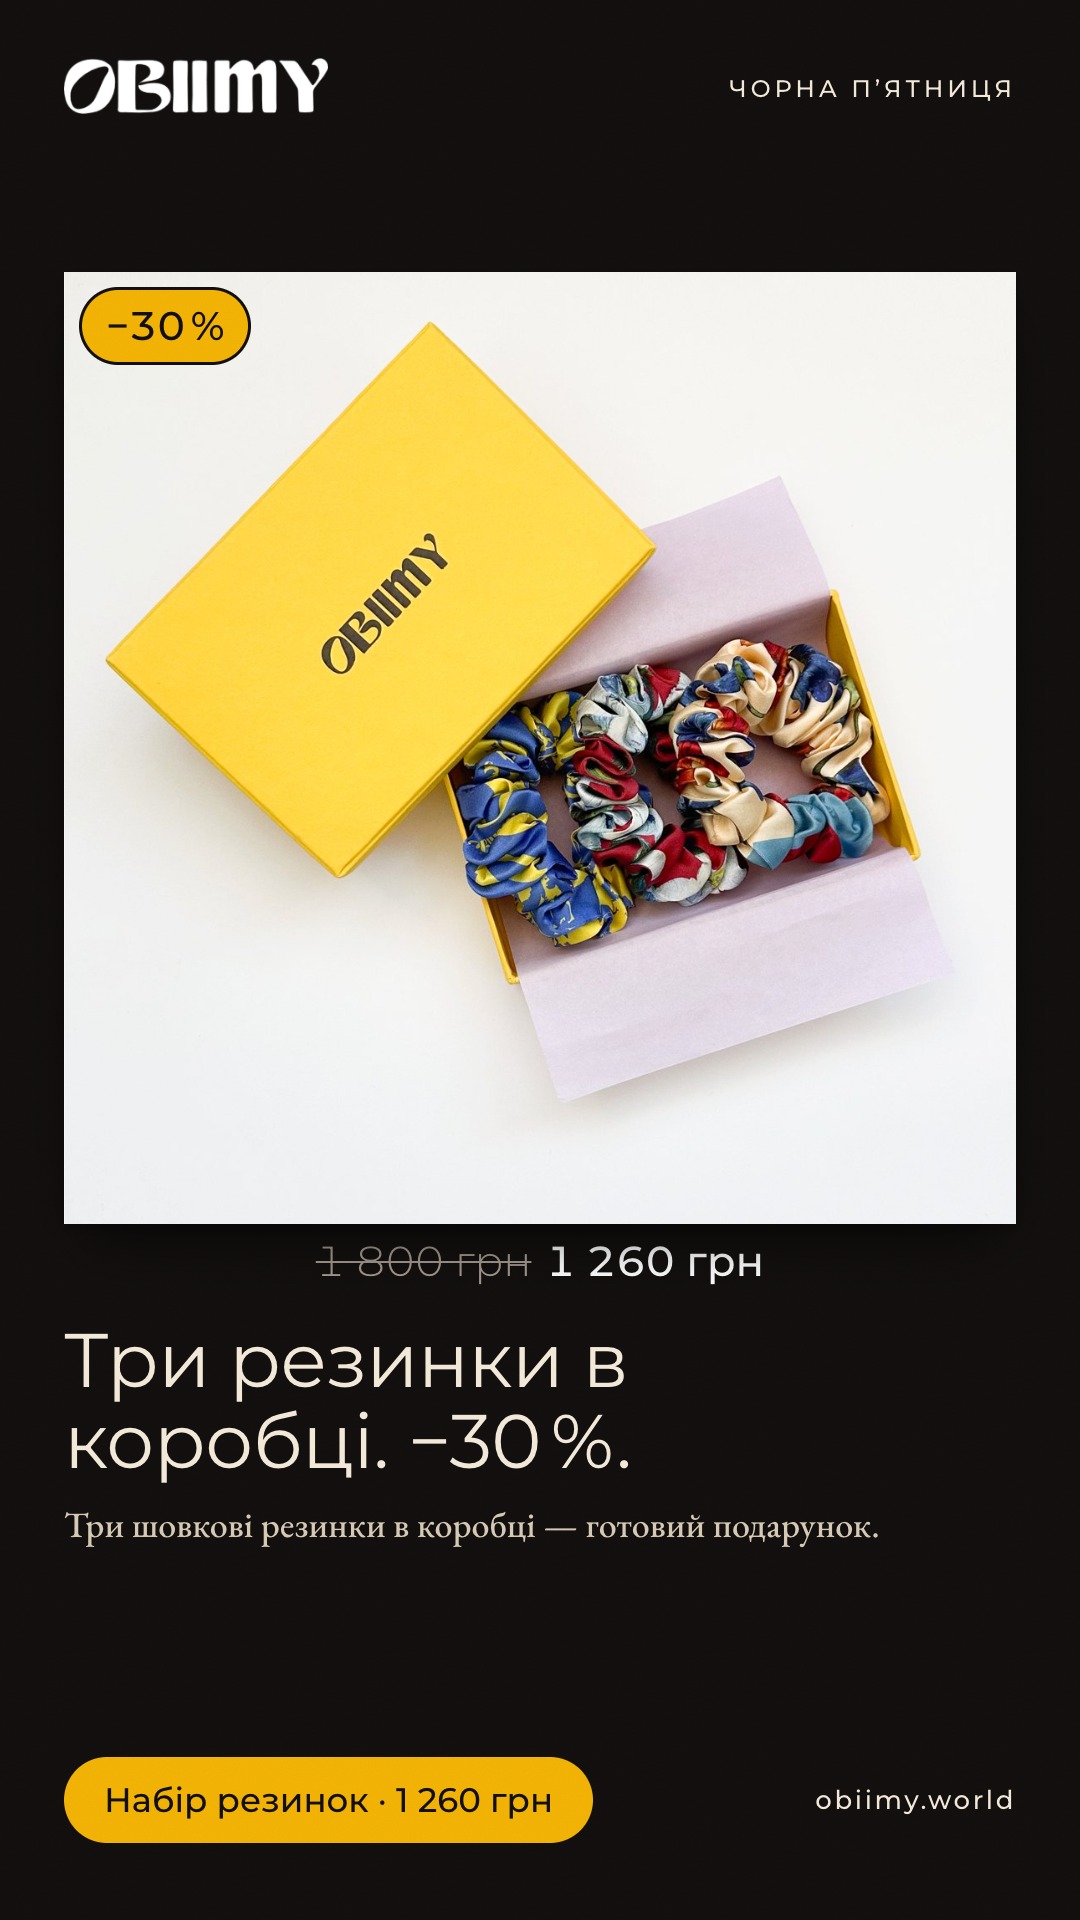 OBIIMY
ЧОРНА П’ЯТНИЦЯ
−30 %
OBIIMY
1 800 грн 1 260 грн
Три резинки в
коробці. −30 %.
Три шовкові резинки в коробці — готовий подарунок.
Набір резинок · 1 260 грн
obiimy.world